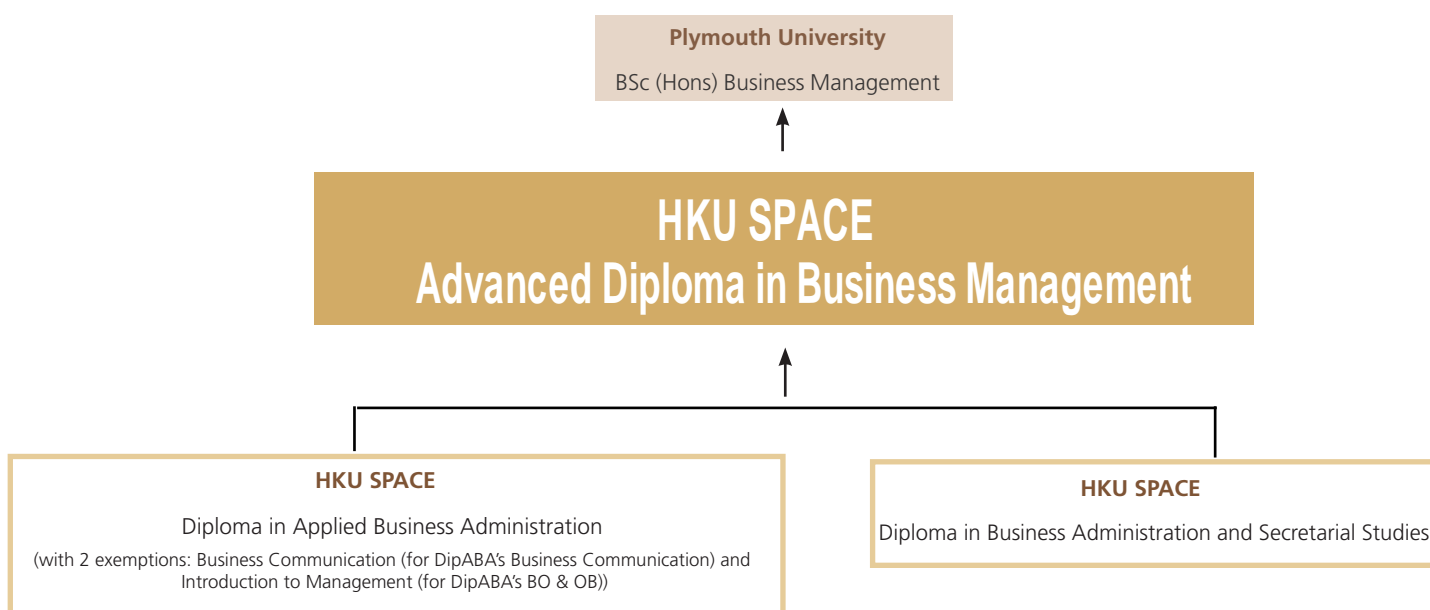 Plymouth University
BSc (Hons) Business Management
HKU SPACE
Advanced Diploma in Business Management
HKU SPACE
Diploma in Applied Business Administration
(with 2 exemptions: Business Communication (for DipABA's Business Communication) and
Introduction to Management (for DipABA's BO & OB))
HKU SPACE
Diploma in Business Administration and Secretarial Studies